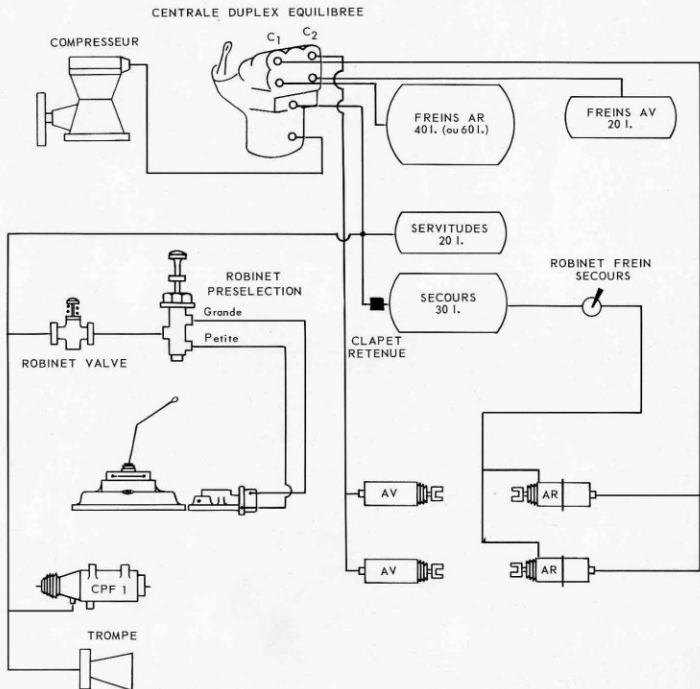 CENTRALE DUPLEX EQUILIBREE
COMPRESSEUR
C1 C2
FREINS AR
40 l. (ou 60 l.)
FREINS AV
20 l.
SERVITUDES
20 l.
ROBINET FREIN
SECOURS
ROBINET
PRESELECTION
SECOURS
30 l.
Grande
Petite
CLAPET
RETENUE
ROBINET VALVE
AV
AR
AV
AR
CPF 1
TROMPE